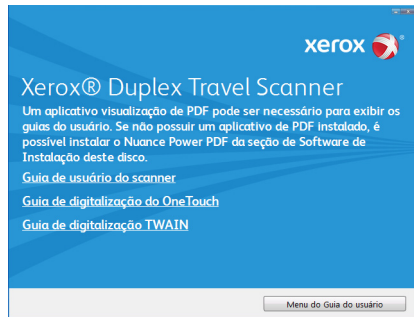 xerox
Xerox® Duplex Travel Scanner
Um aplicativo visualização de PDF pode ser necessário para exibir os
guias do usuário. Se não possuir um aplicativo de PDF instalado, é
possível instalar o Nuance Power PDF da seção de Software de
Instalação deste disco.
Guia de usuário do scanner
Guia de digitalização do OneTouch
Guia de digitalização TWAIN
Menu do Guia do usuário